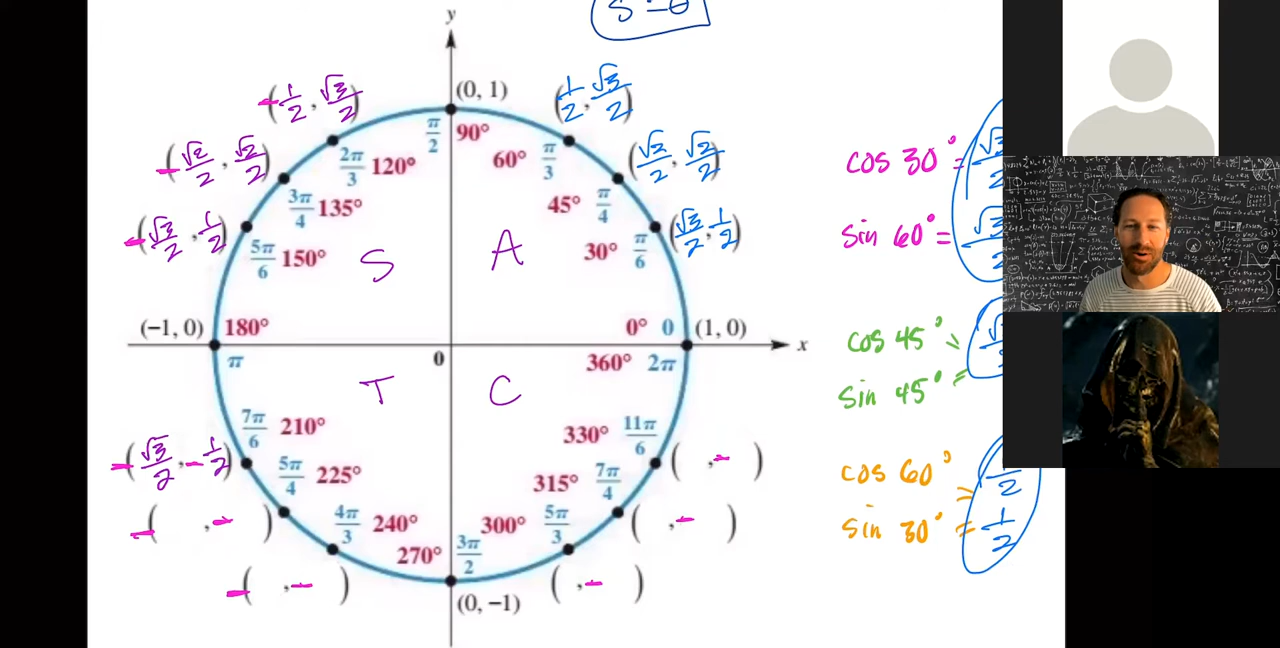 y
S = θ
(0, 1)
(-1/2, √3/2)
(1/2, √3/2)
π/2 90°
2π/3 120°
60° π/3
(-√2/2, √2/2)
(√2/2, √2/2)
3π/4 135°
45° π/4
(-√3/2, 1/2)
(√3/2, 1/2)
5π/6 150°
30° π/6
S A
(−1, 0) 180°
0° 0 (1, 0)
π
0
360° 2π
x
T C
7π/6 210°
330° 11π/6
(-√3/2, -1/2)
( , - )
5π/4 225°
315° 7π/4
-( , - )
( , - )
4π/3 240°
300° 5π/3
270° 3π/2
-( , - )
( , - )
(0, −1)
cos 30° = √3/2
sin 60° = √3/2
cos 45° =
sin 45° =
cos 60° =
sin 30° = 1/2